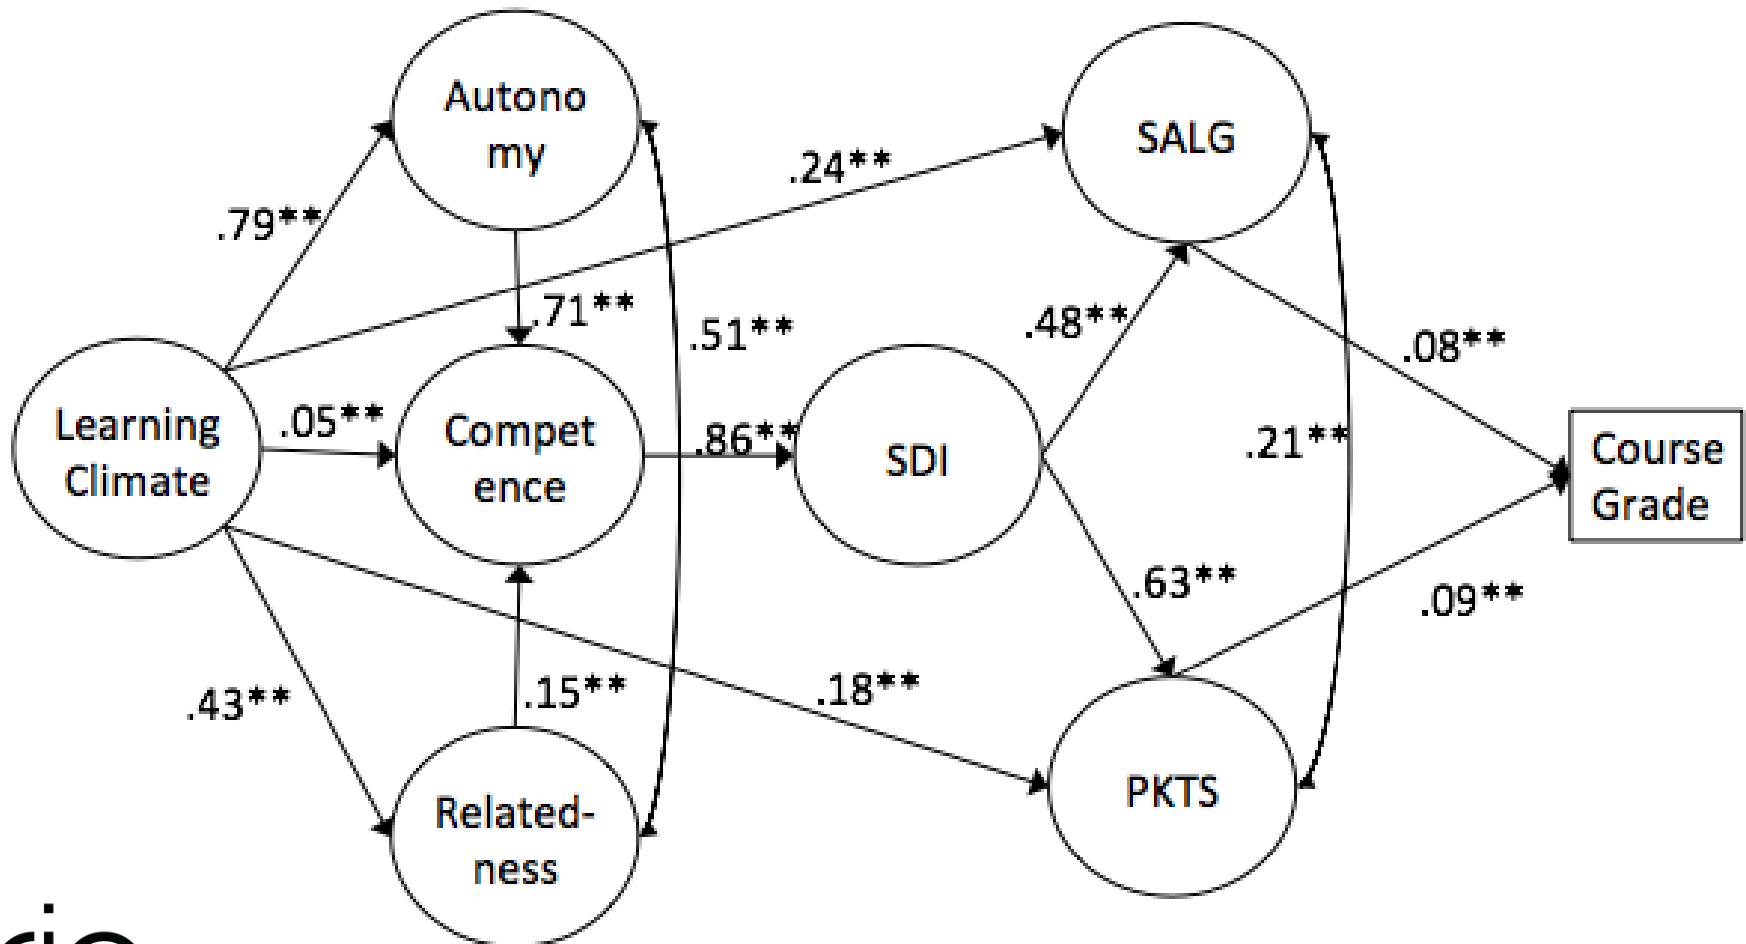 Autono
my
SALG
.24**
.79**
.71**
.51**
.48**
.08**
Learning
Climate
.05**
Compet
ence
.86**
SDI
.21**
Course
Grade
.63**
.09**
.43**
.15**
.18**
Related-
ness
PKTS